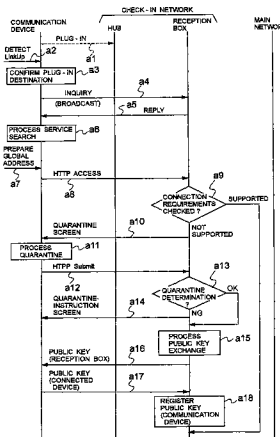 CHECK-IN NETWORK
COMMUNICATION
DEVICE
HUB
RECEPTION
BOX
MAIN
NETWORK
PLUG-IN
a1
DETECT
LinkUp
a2
CONFIRM PLUG-IN
DESTINATION
a3
INQUIRY
a4
(BROADCAST)
a5
REPLY
PROCESS SERVICE
SEARCH
a6
PREPARE
GLOBAL
ADDRESS
a7
HTTP ACCESS
a8
a9
CONNECTION
REQUIREMENTS
CHECKED ?
SUPPORTED
NOT
SUPPORTED
QUARANTINE
SCREEN
a10
PROCESS
QUARANTINE
a11
HTPP Submit
a12
a13
QUARANTINE
DETERMINATION
?
OK
NG
QUARANTINE-
INSTRUCTION
SCREEN
a14
PROCESS
PUBLIC KEY
EXCHANGE
a15
PUBLIC KEY
(RECEPTION BOX)
a16
PUBLIC KEY
(CONNECTED
DEVICE)
a17
REGISTER
PUBLIC KEY
(COMMUNICATION
DEVICE)
a18